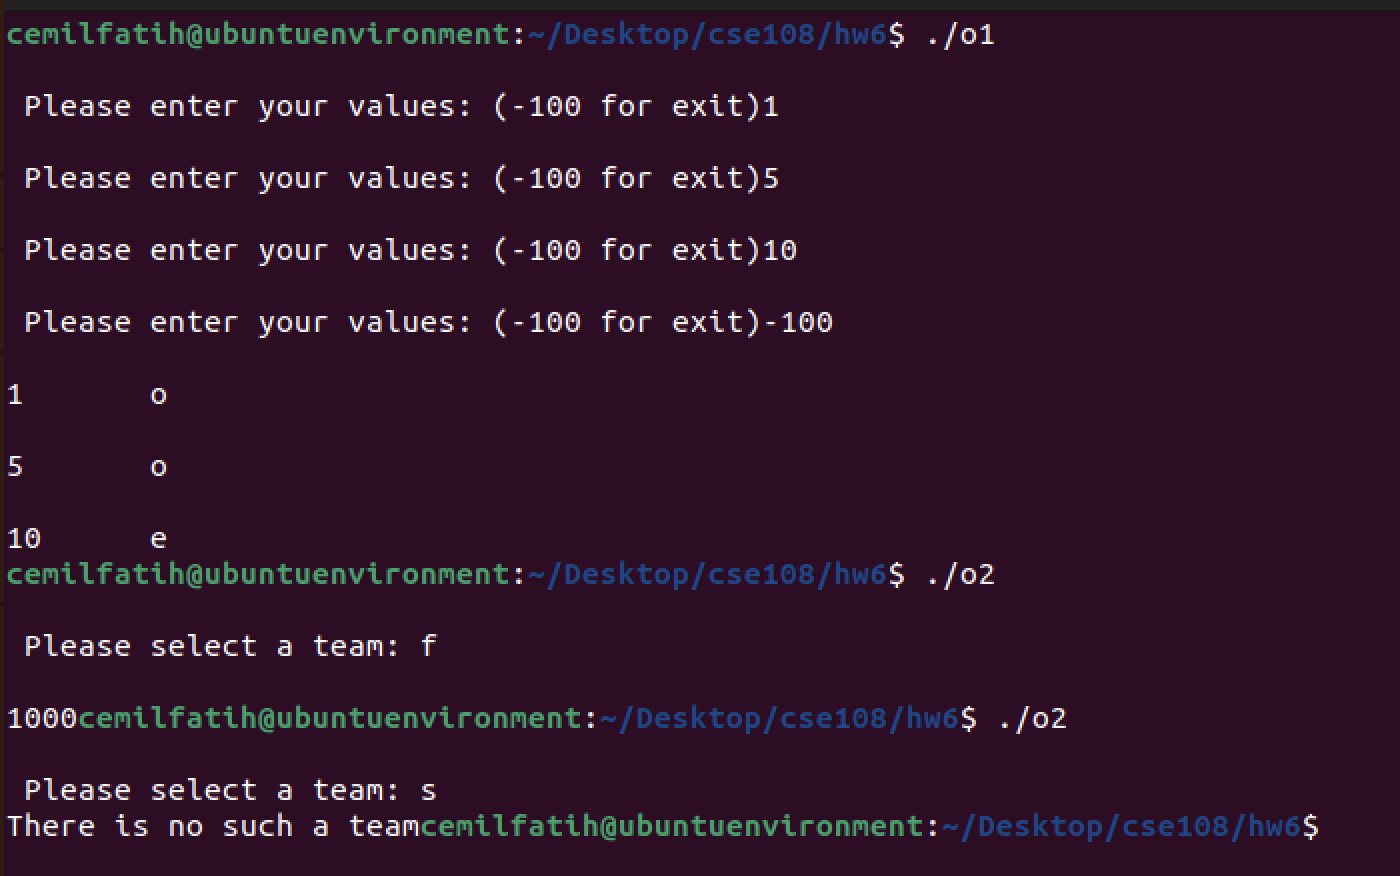 cemilfatih@ubuntuenvironment:~/Desktop/cse108/hw6$ ./o1
Please enter your values: (-100 for exit)1
Please enter your values: (-100 for exit)5
Please enter your values: (-100 for exit)10
Please enter your values: (-100 for exit)-100
1 o
5 o
10 e
cemilfatih@ubuntuenvironment:~/Desktop/cse108/hw6$ ./o2
Please select a team: f
1000cemilfatih@ubuntuenvironment:~/Desktop/cse108/hw6$ ./o2
Please select a team: s
There is no such a teamcemilfatih@ubuntuenvironment:~/Desktop/cse108/hw6$